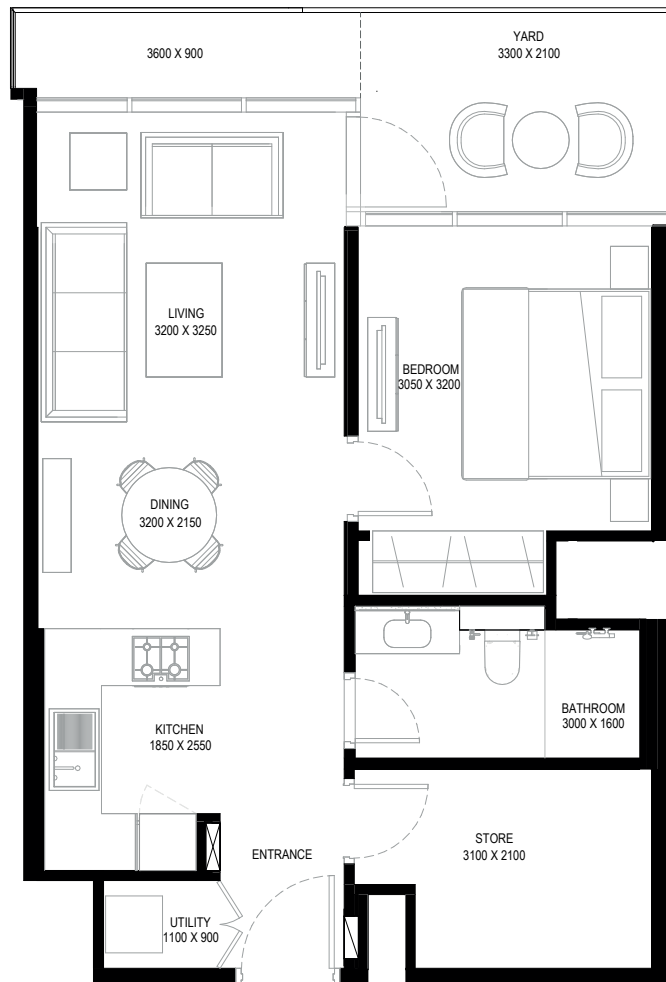 YARD
3300 X 2100
3600 X 900
LIVING
3200 X 3250
BEDROOM
3050 X 3200
DINING
3200 X 2150
KITCHEN
1850 X 2550
BATHROOM
3000 X 1600
ENTRANCE
STORE
3100 X 2100
UTILITY
1100 X 900